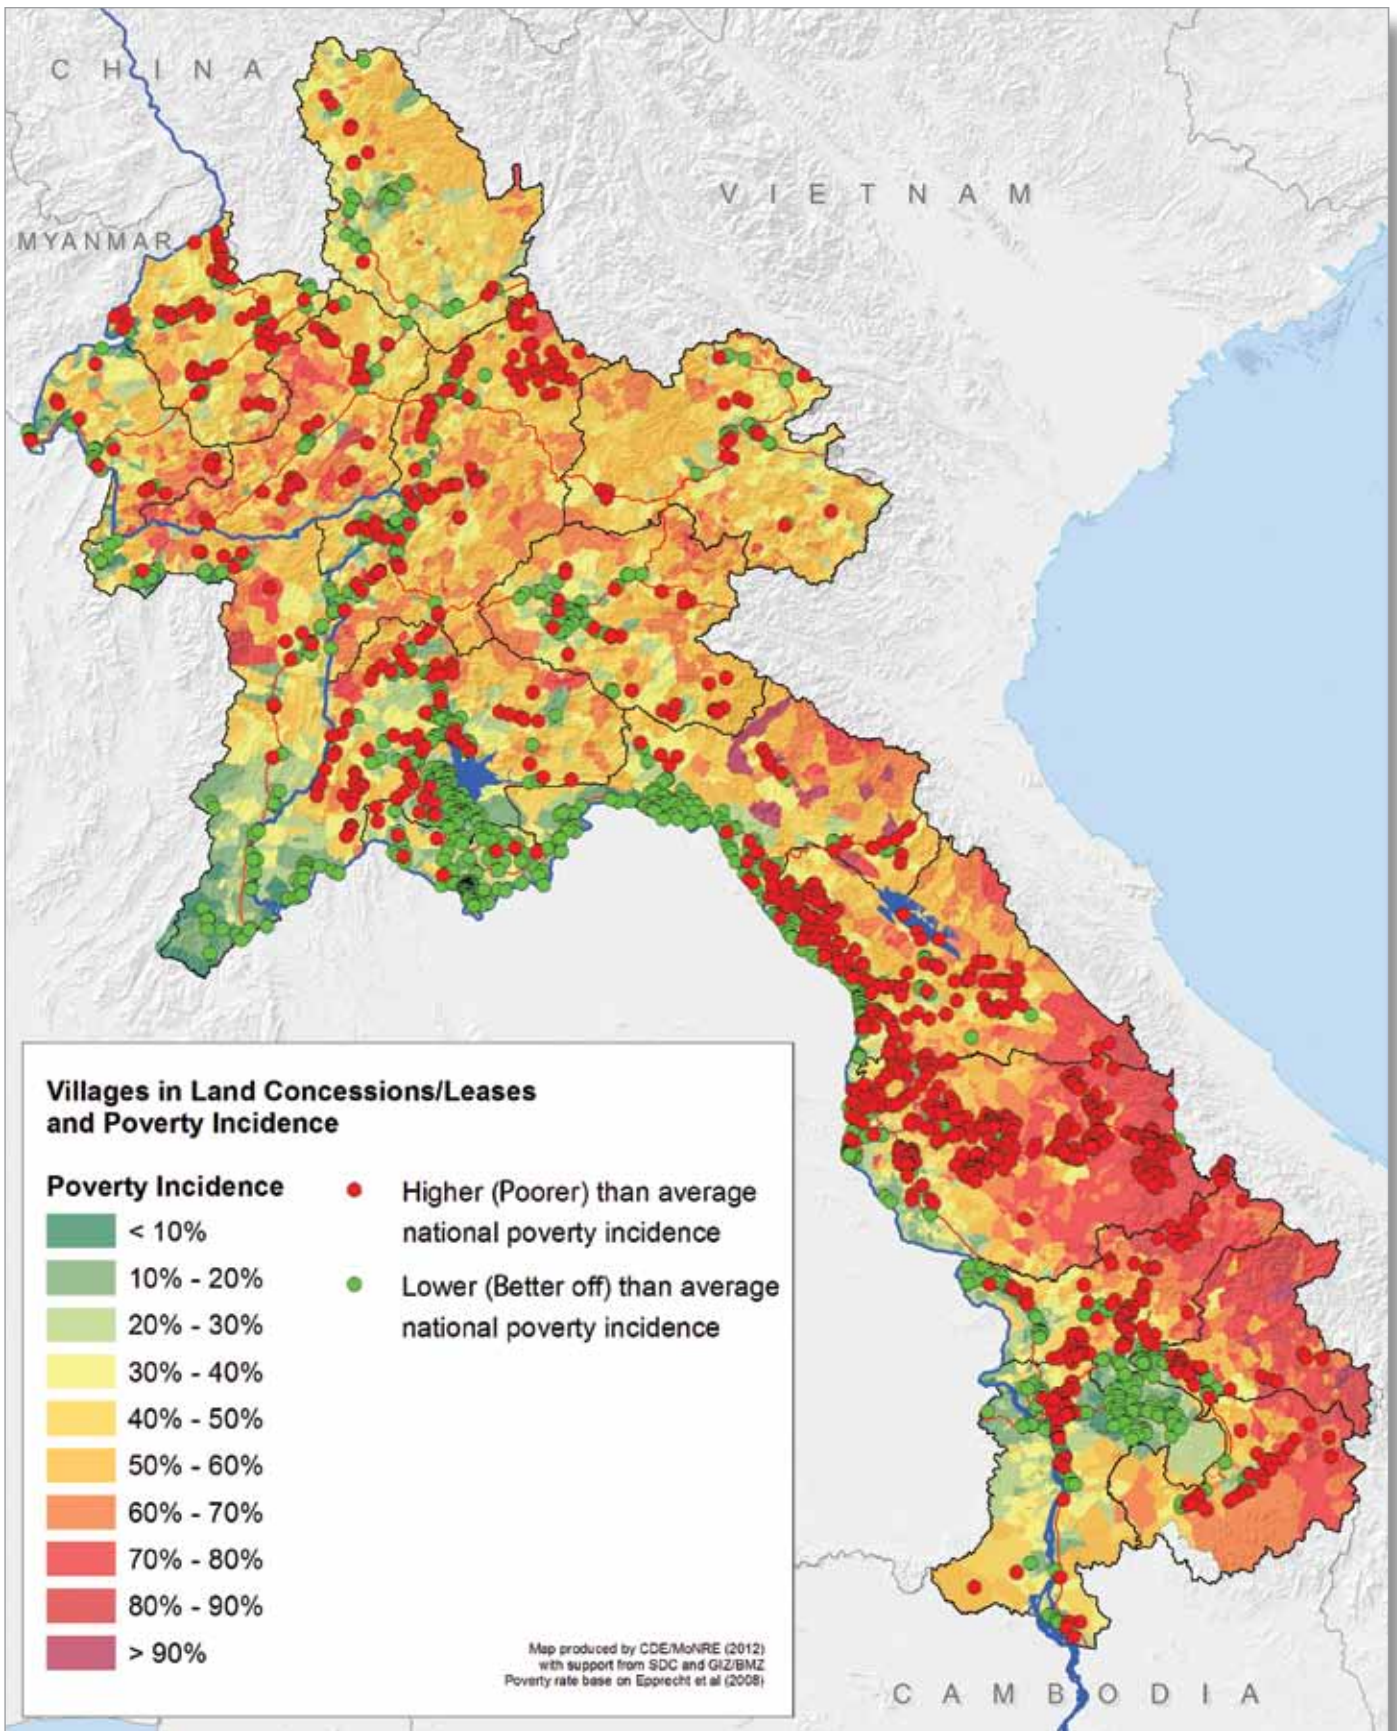 CHINA
VIETNAM
MYANMAR
Villages in Land Concessions/Leases
and Poverty Incidence
Poverty Incidence
< 10%
10% - 20%
20% - 30%
30% - 40%
40% - 50%
50% - 60%
60% - 70%
70% - 80%
80% - 90%
> 90%
Higher (Poorer) than average
national poverty incidence
Lower (Better off) than average
national poverty incidence
Map produced by CDE/MoNRE (2012)
with support from SDC and GIZ/BMZ
Poverty rate base on Epprecht et al (2008)
CAMBODIA